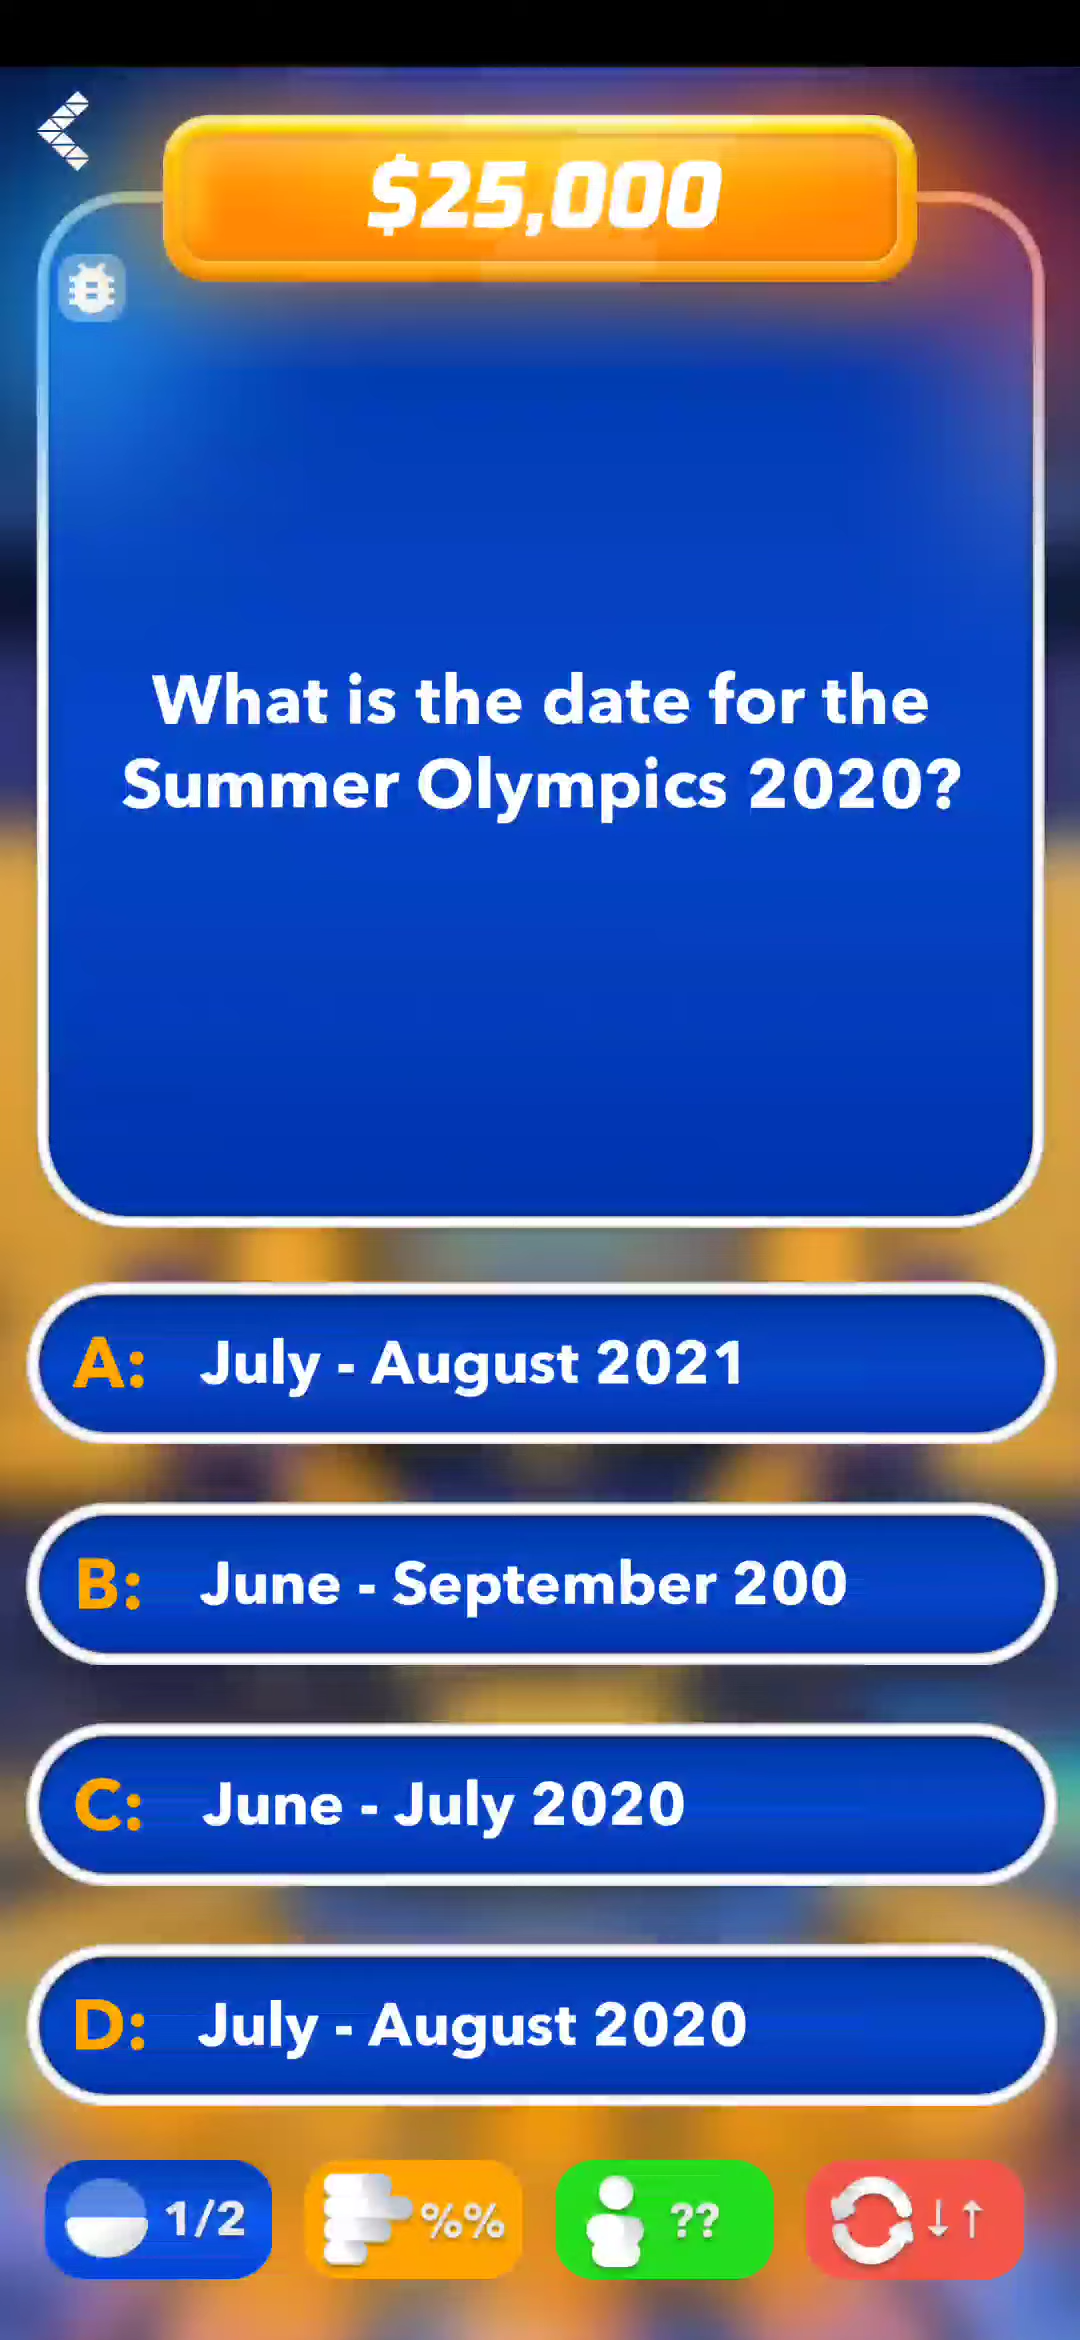 $25,000
What is the date for the
Summer Olympics 2020?
A: July - August 2021
B: June - September 200
C: June - July 2020
D: July - August 2020
1/2 %% ?? ↓↑